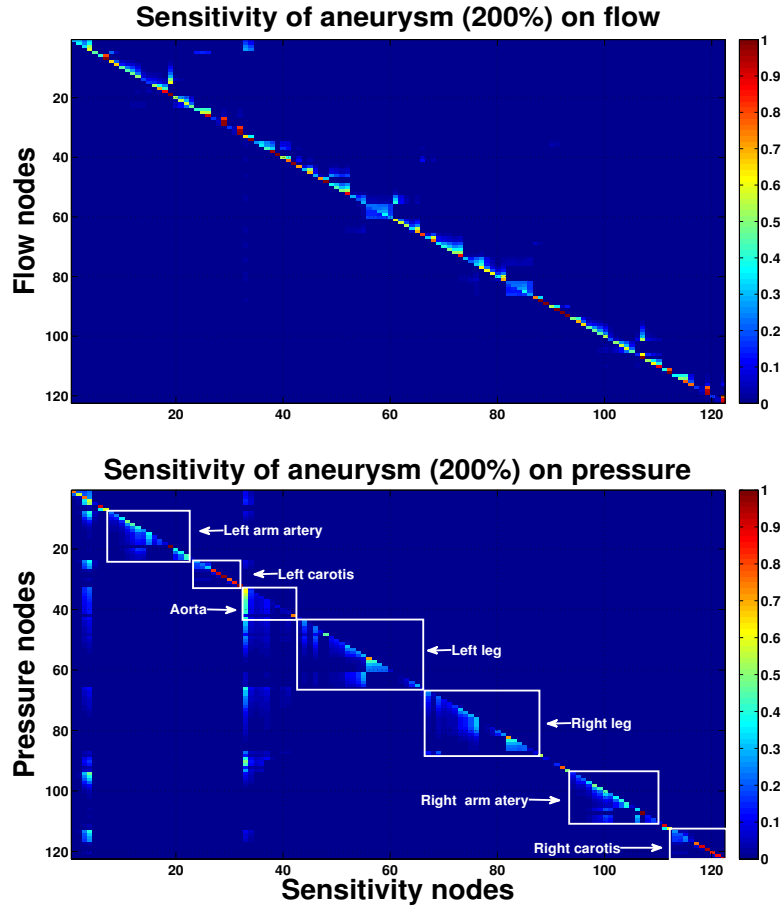 Sensitivity of aneurysm (200%) on flow
Flow nodes
20
40
60
80
100
120
20 40 60 80 100 120
1
0.9
0.8
0.7
0.6
0.5
0.4
0.3
0.2
0.1
0
Sensitivity of aneurysm (200%) on pressure
Pressure nodes
20
40
60
80
100
120
Left arm artery
Left carotis
Aorta
Left leg
Right leg
Right arm atery
Right carotis
1
0.9
0.8
0.7
0.6
0.5
0.4
0.3
0.2
0.1
0
20 40 60 80 100 120
Sensitivity nodes